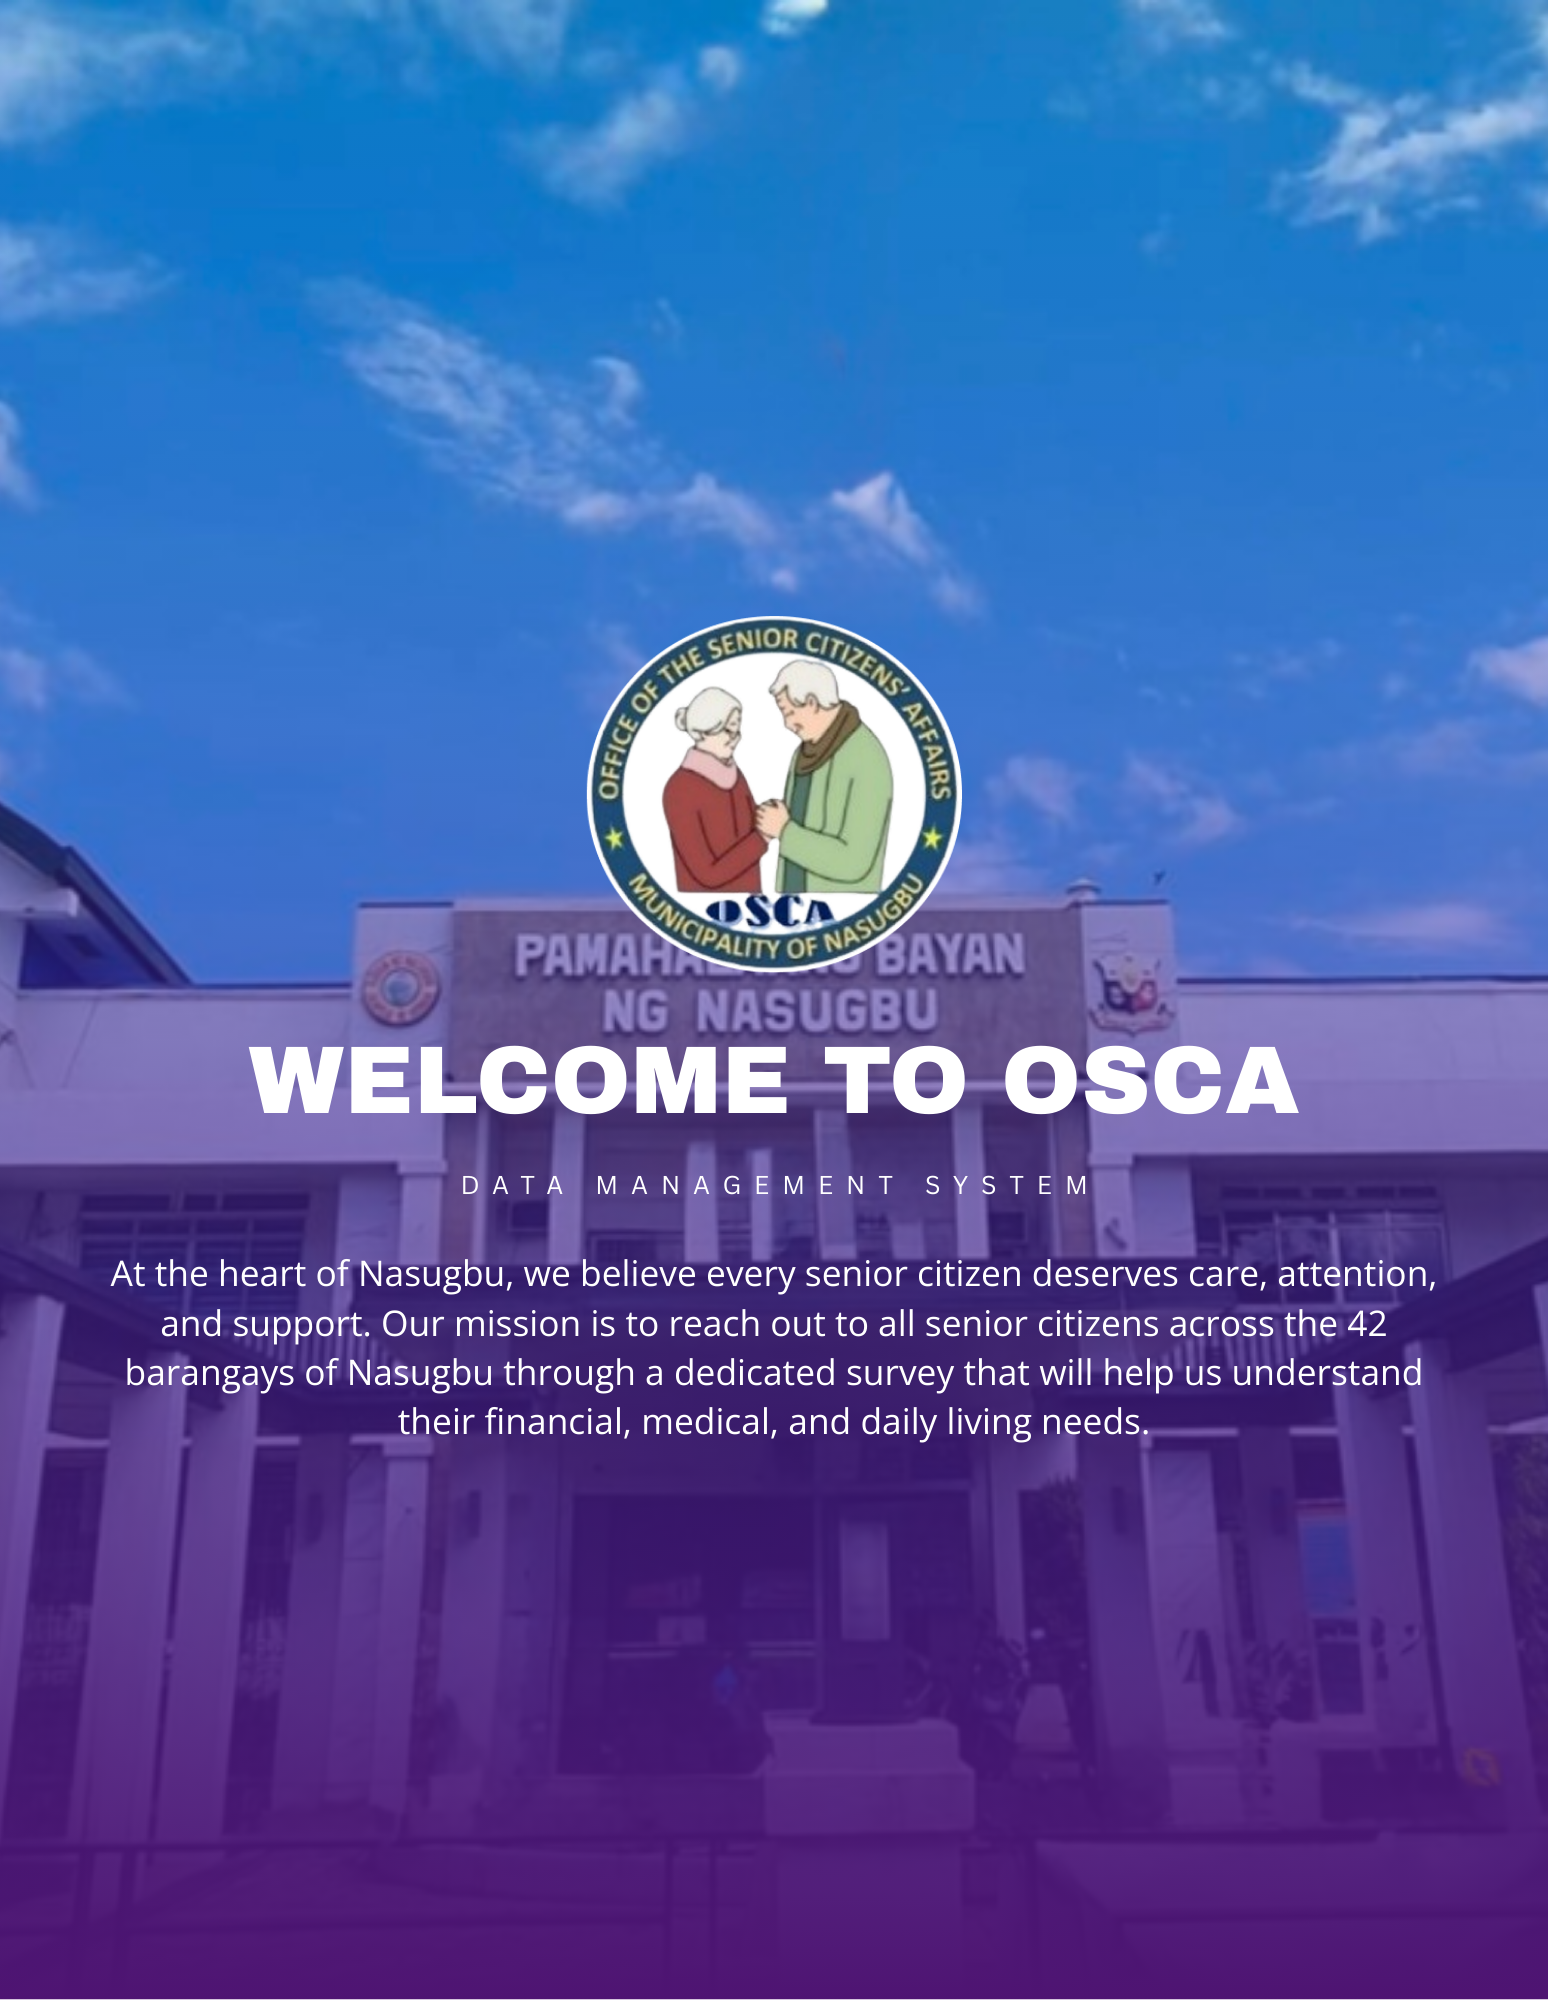 OFFICE OF THE SENIOR CITIZENS' AFFAIRS
OSCA
MUNICIPALITY OF NASUGBU
BAYAN
NG NASUGBU
WELCOME TO OSCA
DATA MANAGEMENT SYSTEM
At the heart of Nasugbu, we believe every senior citizen deserves care, attention,
and support. Our mission is to reach out to all senior citizens across the 42
barangays of Nasugbu through a dedicated survey that will help us understand
their financial, medical, and daily living needs.